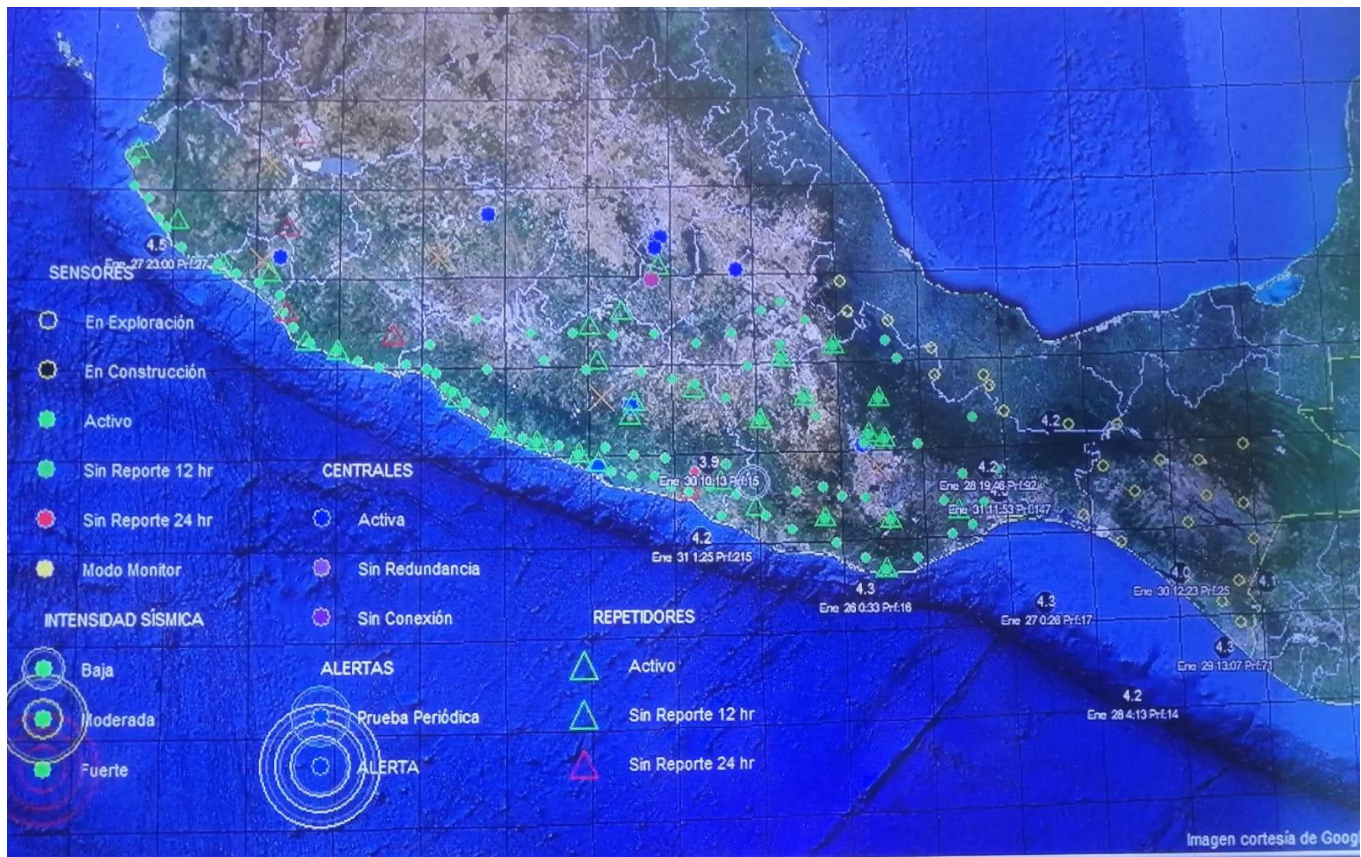 4.5
Ene 27 23:00 Prf:27
SENSORES
En Exploración
En Construcción
Activo
Sin Reporte 12 hr
Sin Reporte 24 hr
Modo Monitor
INTENSIDAD SÍSMICA
Baja
Moderada
Fuerte
CENTRALES
Activa
Sin Redundancia
Sin Conexión
ALERTAS
Prueba Periódica
ALERTA
REPETIDORES
Activo
Sin Reporte 12 hr
Sin Reporte 24 hr
3.9
Ene 30 10:13 Prf:15
4.2
Ene 31 1:25 Prf:215
4.3
Ene 26 0:33 Prf:16
4.2
4.2
Ene 28 19:46 Prf:92
Ene 31 11:53 Prf:147
4.3
Ene 27 0:26 Prf:17
4.0
Ene 30 12:23 Prf:25
4.1
4.3
Ene 29 13:07 Prf:71
4.2
Ene 28 4:13 Prf:14
Imagen cortesía de Googl